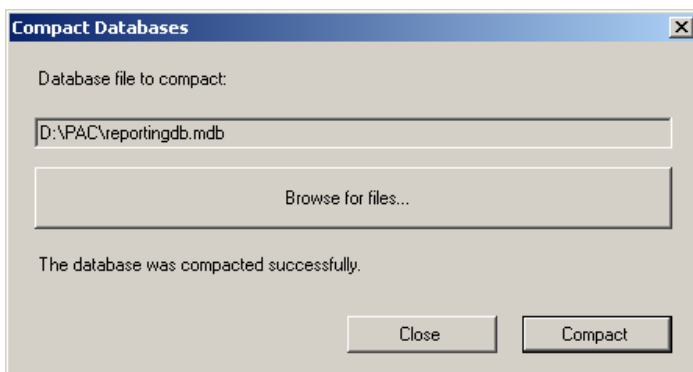 Compact Databases
Database file to compact:
D:\PAC\reportingdb.mdb
Browse for files...
The database was compacted successfully.
Close
Compact